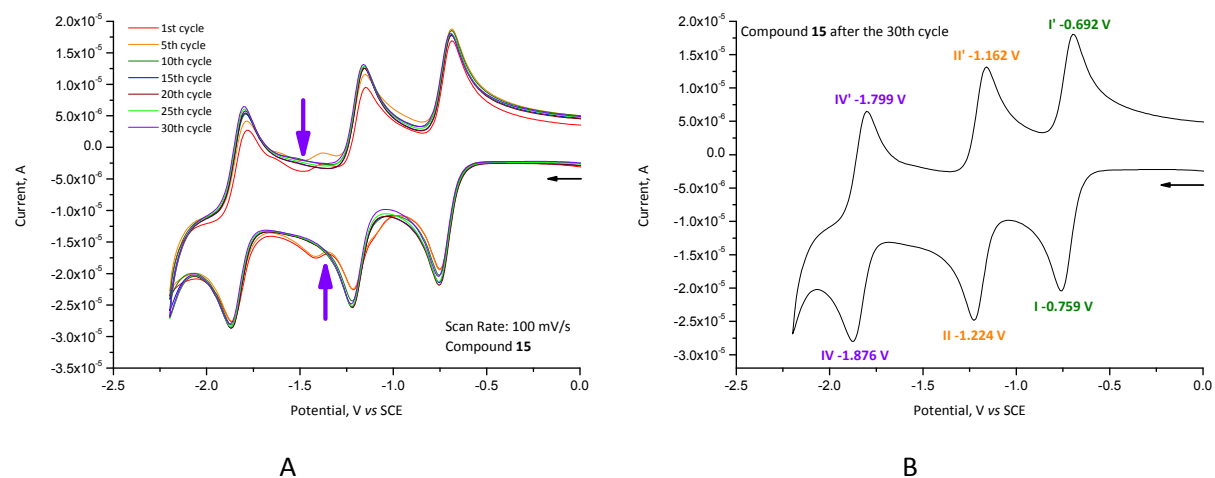 2.0x10⁻⁵
1.5x10⁻⁵
1.0x10⁻⁵
5.0x10⁻⁶
0.0
-5.0x10⁻⁶
-1.0x10⁻⁵
-1.5x10⁻⁵
-2.0x10⁻⁵
-2.5x10⁻⁵
-3.0x10⁻⁵
-3.5x10⁻⁵
Current, A
1st cycle
5th cycle
10th cycle
15th cycle
20th cycle
25th cycle
30th cycle
Scan Rate: 100 mV/s
Compound 15
-2.5 -2.0 -1.5 -1.0 -0.5 0.0
Potential, V vs SCE
A
2.0x10⁻⁵
1.5x10⁻⁵
1.0x10⁻⁵
5.0x10⁻⁶
0.0
-5.0x10⁻⁶
-1.0x10⁻⁵
-1.5x10⁻⁵
-2.0x10⁻⁵
-2.5x10⁻⁵
-3.0x10⁻⁵
Current, A
Compound 15 after the 30th cycle
I' -0.692 V
II' -1.162 V
IV' -1.799 V
I -0.759 V
II -1.224 V
IV -1.876 V
-2.5 -2.0 -1.5 -1.0 -0.5 0.0
Potential, V vs SCE
B